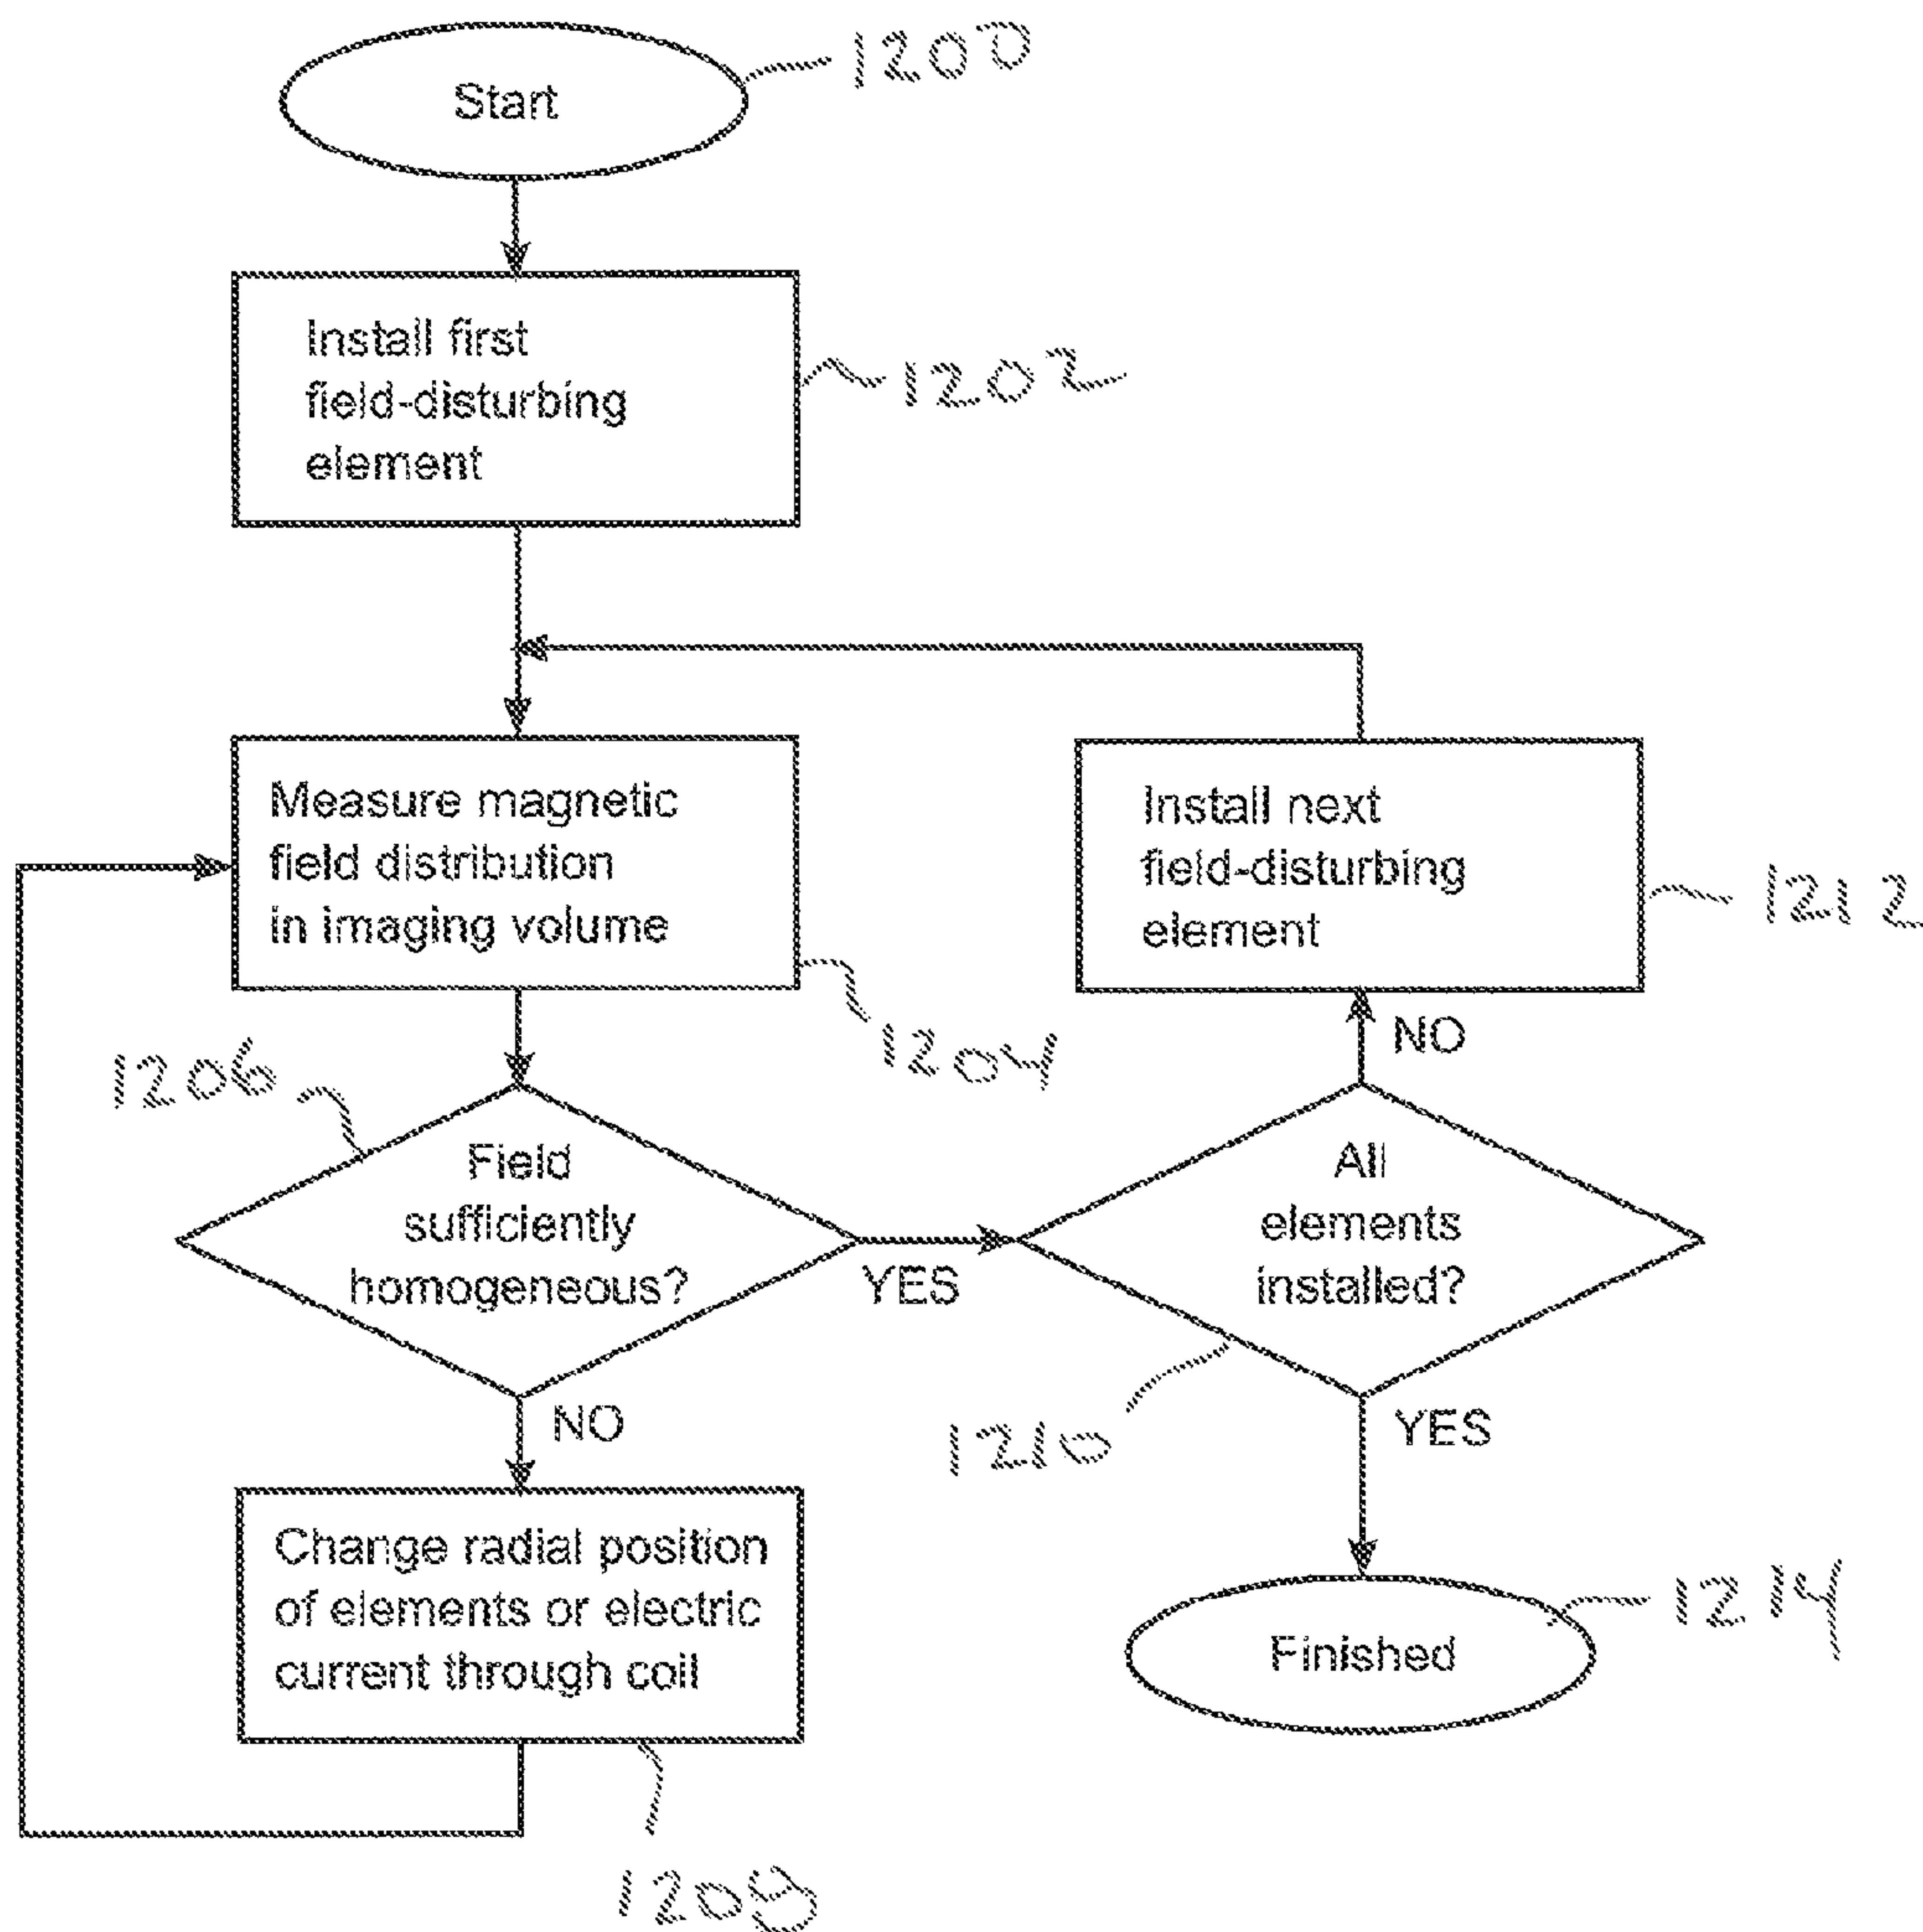 Start
1200
Install first
field-disturbing
element
1202
Measure magnetic
field distribution
in imaging volume
1204
Install next
field-disturbing
element
1212
1206
Field
sufficiently
homogeneous?
YES
NO
All
elements
installed?
NO
YES
1210
Change radial position
of elements or electric
current through coil
1208
Finished
1214